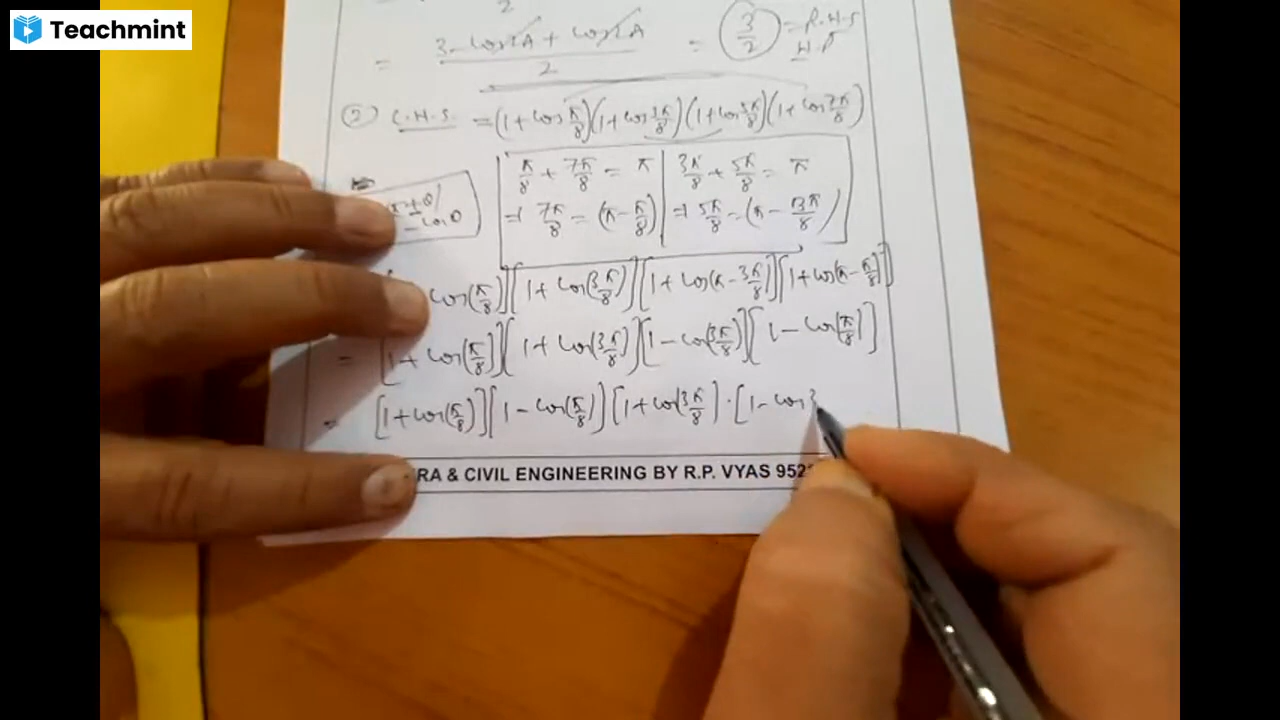 Teachmint
2
= 3 - cos2A + cos2A / 2 = 3/2 = R.H.S
H.P
(2) L.H.S. = (1 + cos π/8)(1 + cos 3π/8)(1 + cos 5π/8)(1 + cos 7π/8)
π/8 + 7π/8 = π | 3π/8 + 5π/8 = π
⇒ 7π/8 = (π - π/8) | ⇒ 5π/8 = (π - 3π/8)
- cos θ
cos(π/8)][1 + cos(3π/8)][1 + cos(π - 3π/8)][1 + cos(π - π/8)]
= [1 + cos(π/8)][1 + cos(3π/8)][1 - cos(3π/8)][1 - cos(π/8)]
= [1 + cos(π/8)][1 - cos(π/8)][1 + cos(3π/8] · [1 - cos 3
RA & CIVIL ENGINEERING BY R.P. VYAS 952